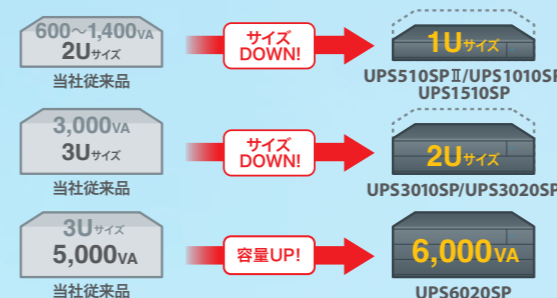 600〜1,400VA
2Uサイズ
当社従来品
サイズ
DOWN!
1Uサイズ
UPS510SPⅡ/UPS1010SP
UPS1510SP
3,000VA
3Uサイズ
当社従来品
サイズ
DOWN!
2Uサイズ
UPS3010SP/UPS3020SP
3Uサイズ
5,000VA
当社従来品
容量UP!
6,000VA
UPS6020SP